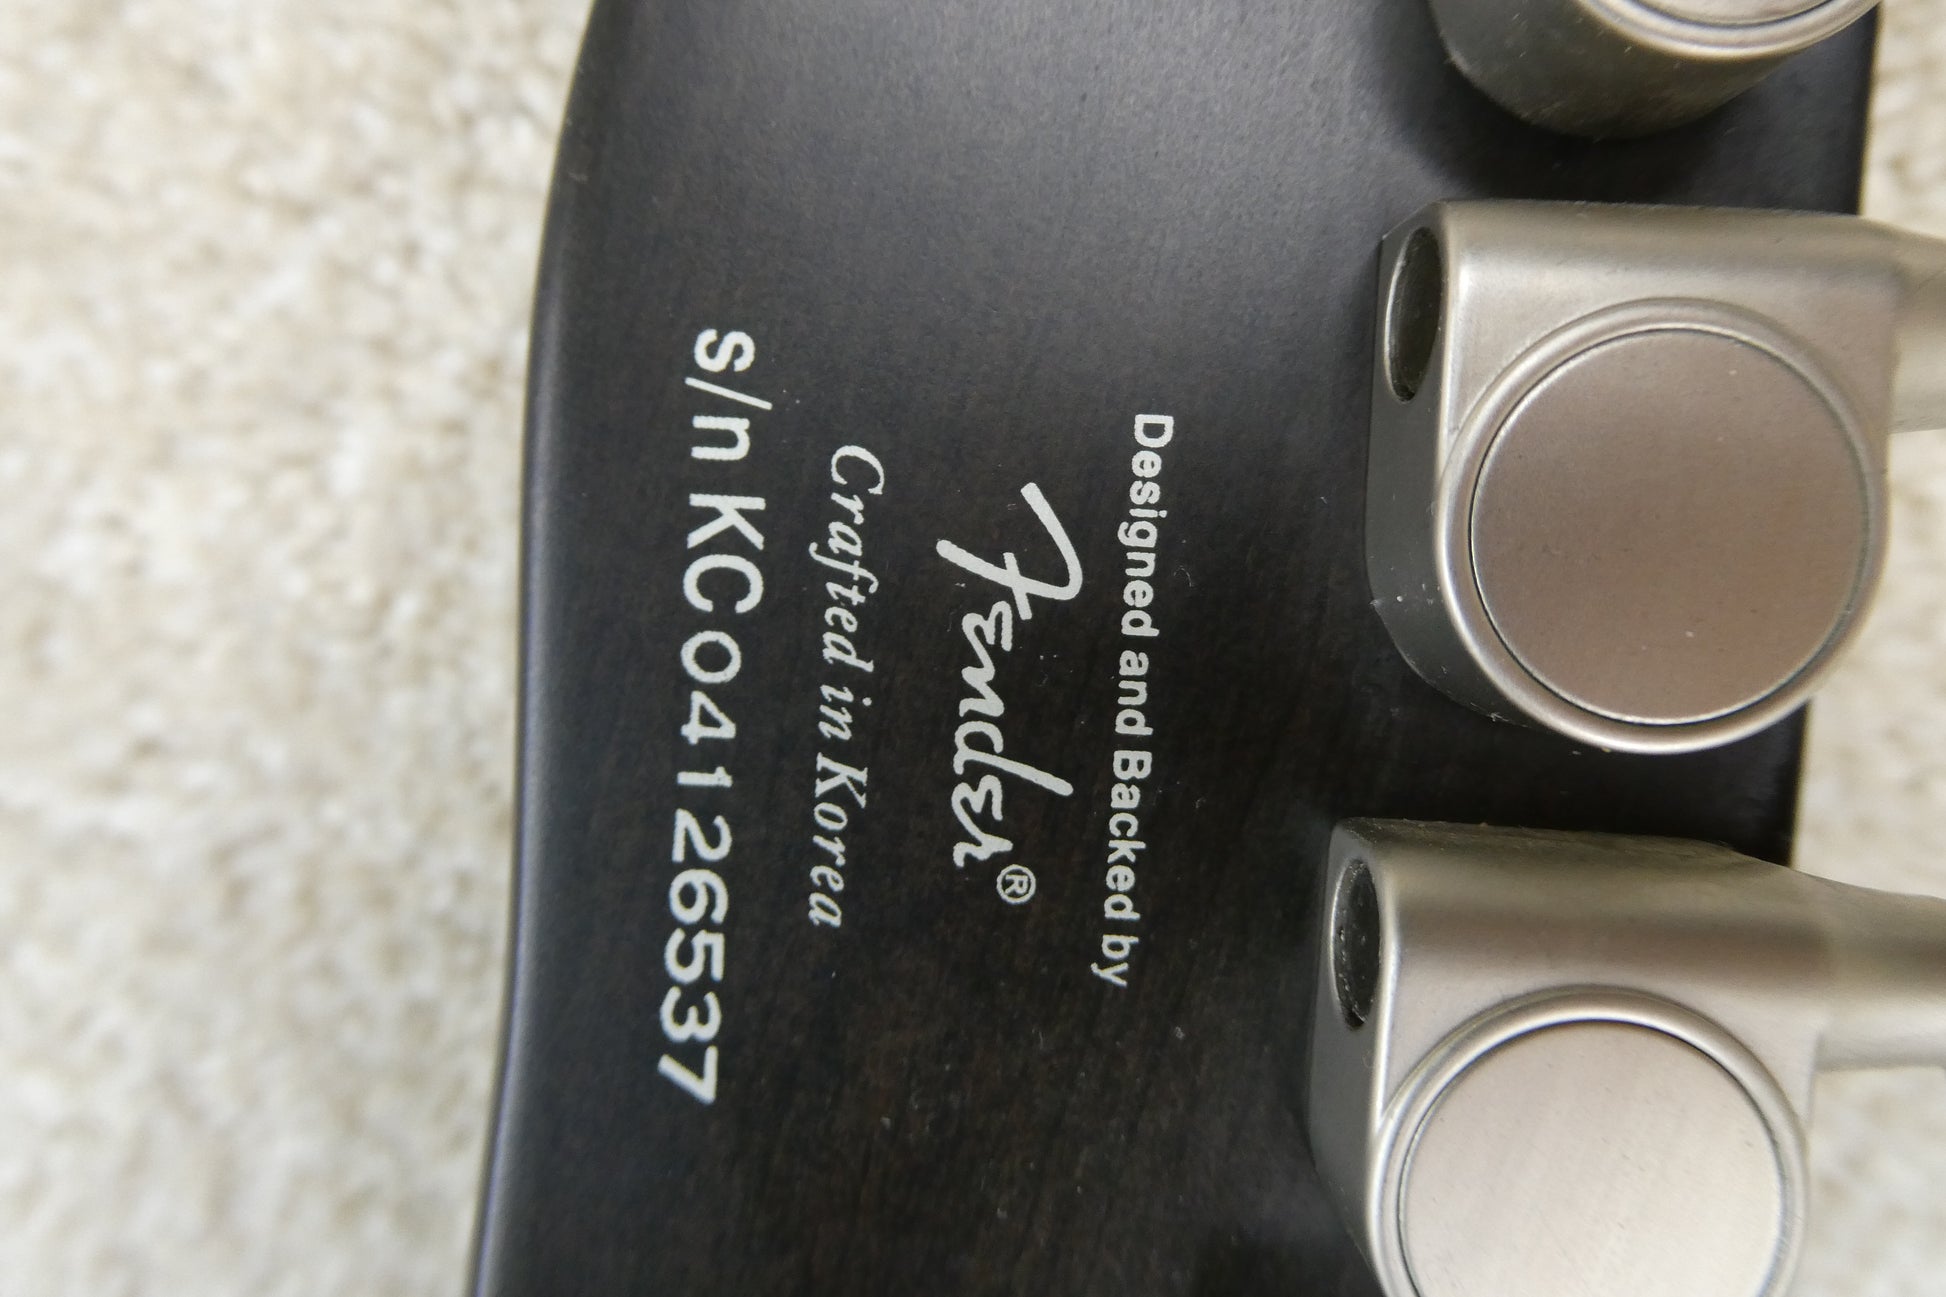 Designed and Backed by
Fender®
Crafted in Korea
s/n KC04126537